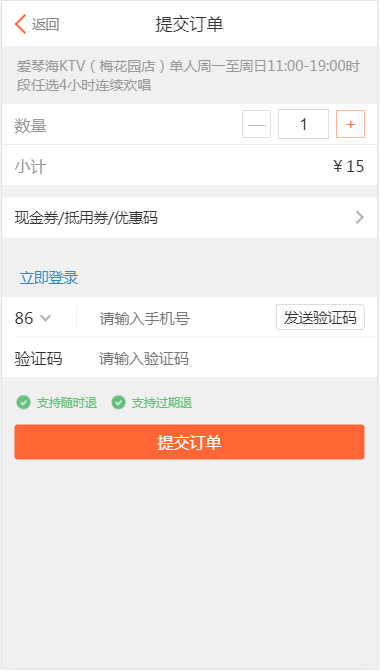 返回
提交订单
爱琴海KTV（梅花园店）单人周一至周日11:00-19:00时
段任选4小时连续欢唱
数量
— 1 +
小计
￥15
现金券/抵用券/优惠码
立即登录
86 请输入手机号 发送验证码
验证码 请输入验证码
支持随时退 支持过期退
提交订单